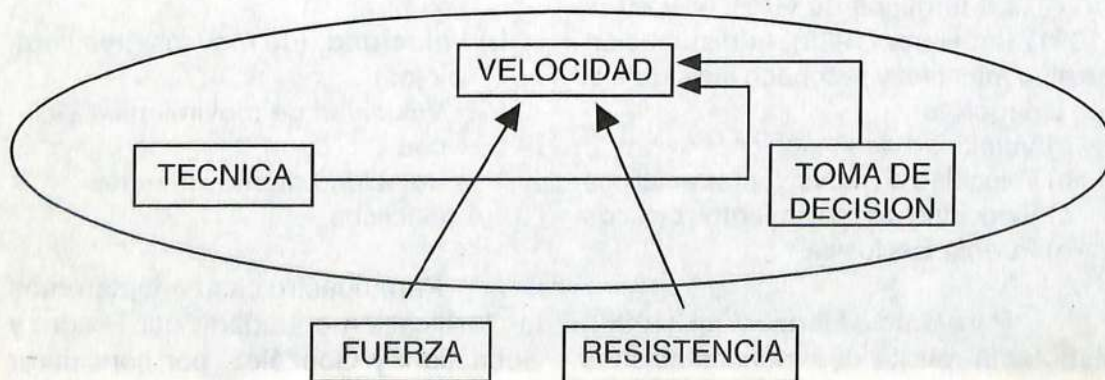 VELOCIDAD
TECNICA
TOMA DE
DECISION
FUERZA
RESISTENCIA